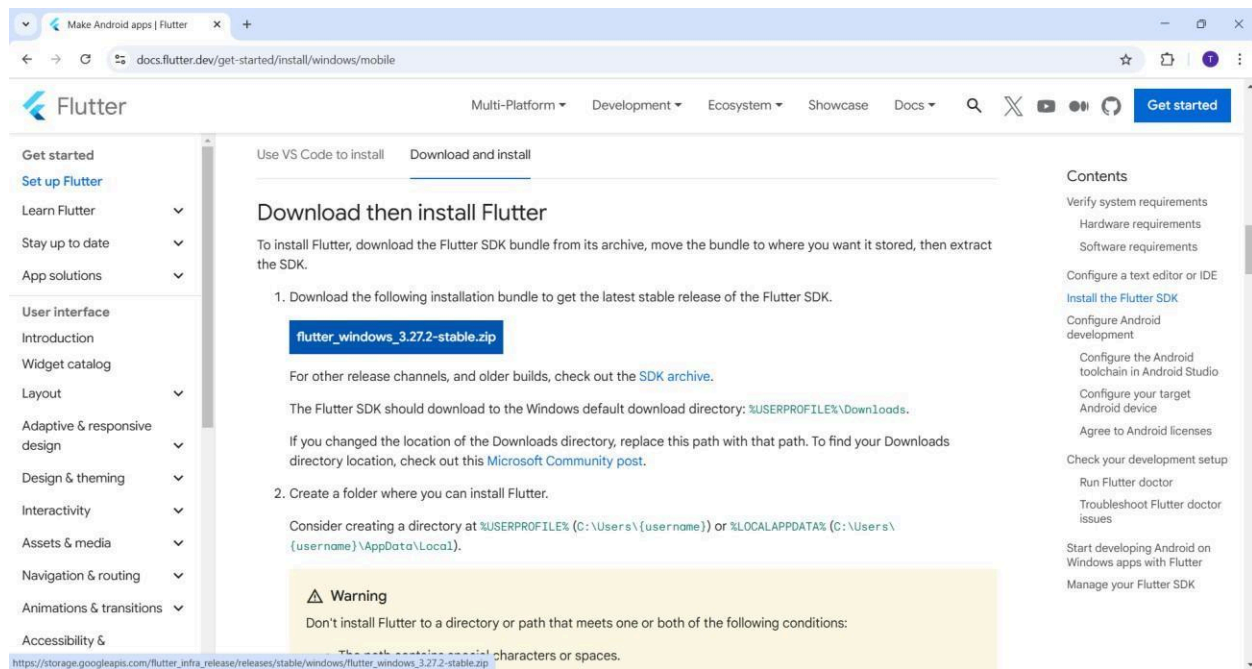 Make Android apps | Flutter
docs.flutter.dev/get-started/install/windows/mobile
T
Flutter
Multi-Platform
Development
Ecosystem
Showcase
Docs
Get started
Get started
Set up Flutter
Learn Flutter
Stay up to date
App solutions
User interface
Introduction
Widget catalog
Layout
Adaptive & responsive
design
Design & theming
Interactivity
Assets & media
Navigation & routing
Animations & transitions
Accessibility &
Use VS Code to install
Download and install
Download then install Flutter
To install Flutter, download the Flutter SDK bundle from its archive, move the bundle to where you want it stored, then extract
the SDK.
1. Download the following installation bundle to get the latest stable release of the Flutter SDK.
flutter_windows_3.27.2-stable.zip
For other release channels, and older builds, check out the SDK archive.
The Flutter SDK should download to the Windows default download directory: %USERPROFILE%\Downloads.
If you changed the location of the Downloads directory, replace this path with that path. To find your Downloads
directory location, check out this Microsoft Community post.
2. Create a folder where you can install Flutter.
Consider creating a directory at %USERPROFILE% (C:\Users\{username}) or %LOCALAPPDATA% (C:\Users\
{username}\AppData\Local).
Warning
Don't install Flutter to a directory or path that meets one or both of the following conditions:
The path contains special characters or spaces.
Contents
Verify system requirements
Hardware requirements
Software requirements
Configure a text editor or IDE
Install the Flutter SDK
Configure Android
development
Configure the Android
toolchain in Android Studio
Configure your target
Android device
Agree to Android licenses
Check your development setup
Run Flutter doctor
Troubleshoot Flutter doctor
issues
Start developing Android on
Windows apps with Flutter
Manage your Flutter SDK
https://storage.googleapis.com/flutter_infra_release/releases/stable/windows/flutter_windows_3.27.2-stable.zip